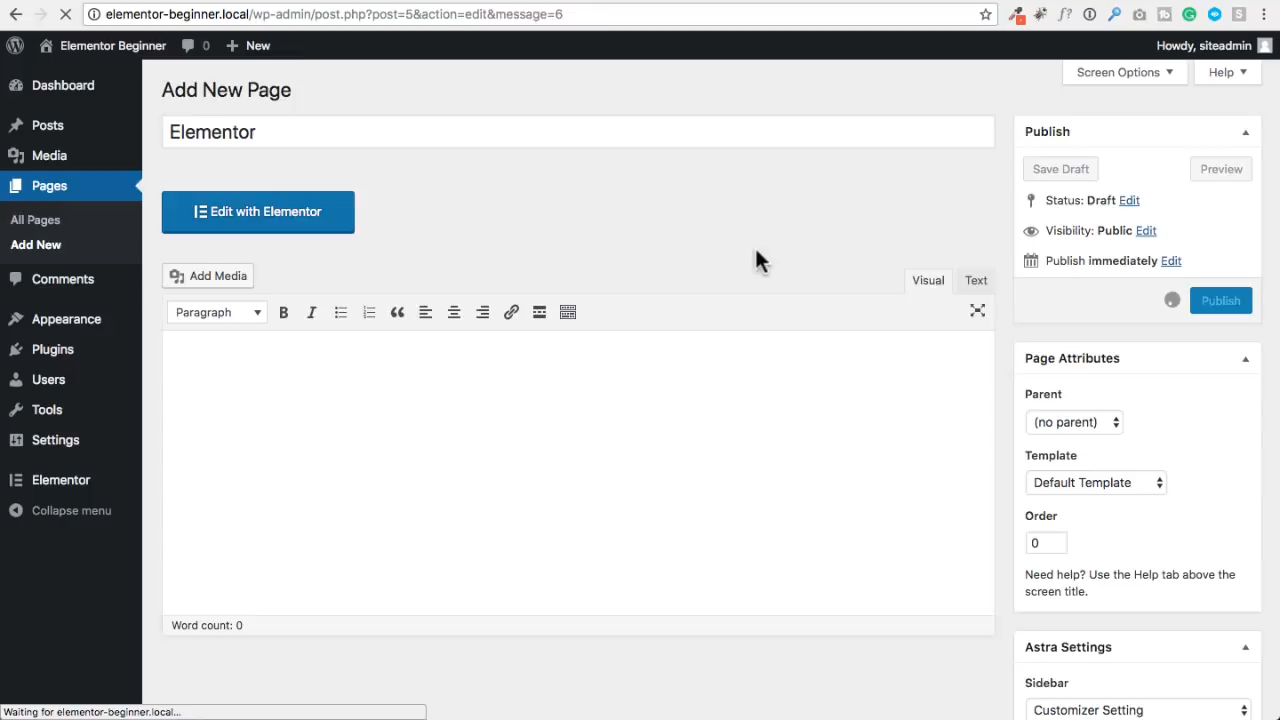 elementor-beginner.local/wp-admin/post.php?post=5&action=edit&message=6
Elementor Beginner 0 New Howdy, siteadmin
Screen Options Help
Dashboard
Posts
Media
Pages
All Pages
Add New
Comments
Appearance
Plugins
Users
Tools
Settings
Elementor
Collapse menu
Add New Page
Elementor
Edit with Elementor
Add Media
Visual Text
Paragraph
Word count: 0
Publish
Save Draft Preview
Status: Draft Edit
Visibility: Public Edit
Publish immediately Edit
Publish
Page Attributes
Parent
(no parent)
Template
Default Template
Order
0
Need help? Use the Help tab above the
screen title.
Astra Settings
Sidebar
Customizer Setting
Waiting for elementor-beginner.local...